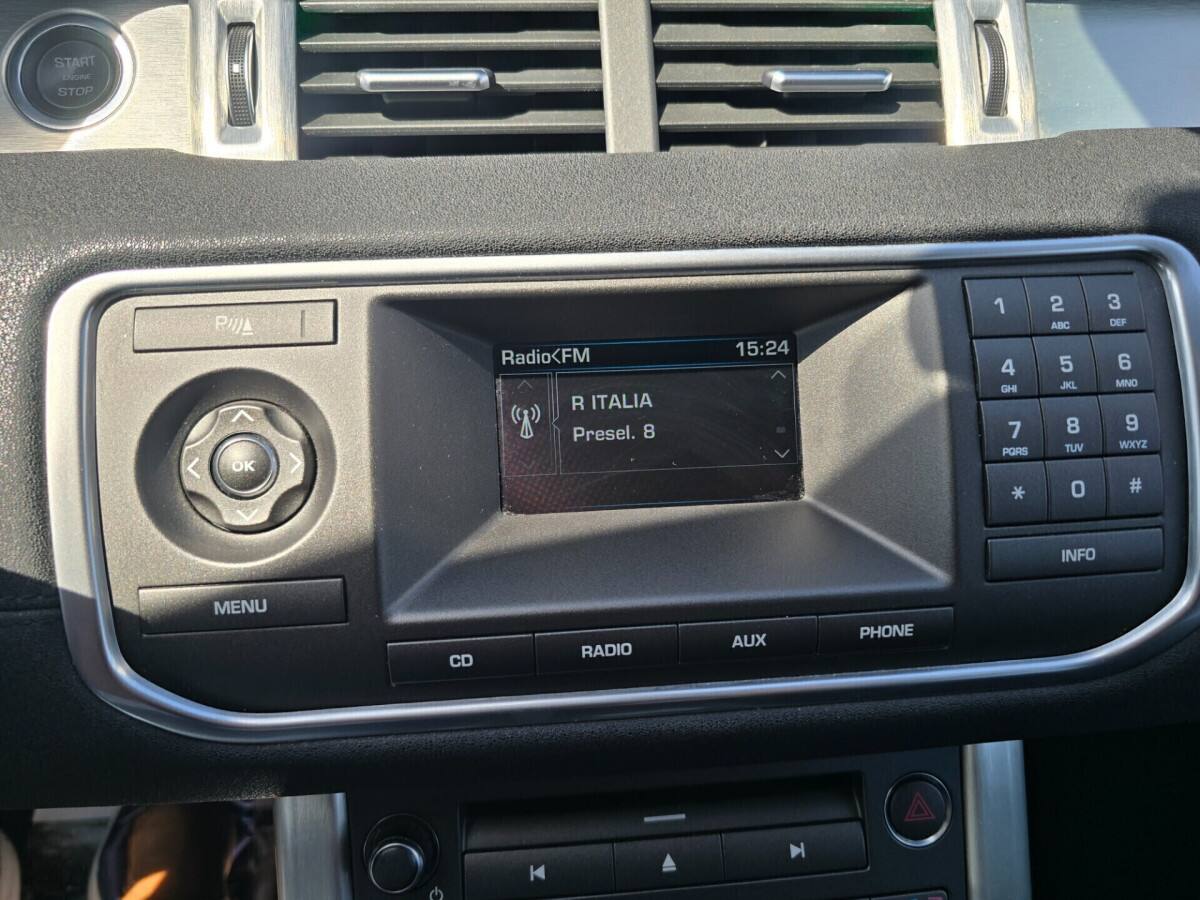 START
ENGINE
STOP
P
Radio<FM 15:24
R ITALIA
Presel. 8
OK
MENU
CD RADIO AUX PHONE
1 2 ABC 3 DEF
4 GHI 5 JKL 6 MNO
7 PQRS 8 TUV 9 WXYZ
* 0 #
INFO